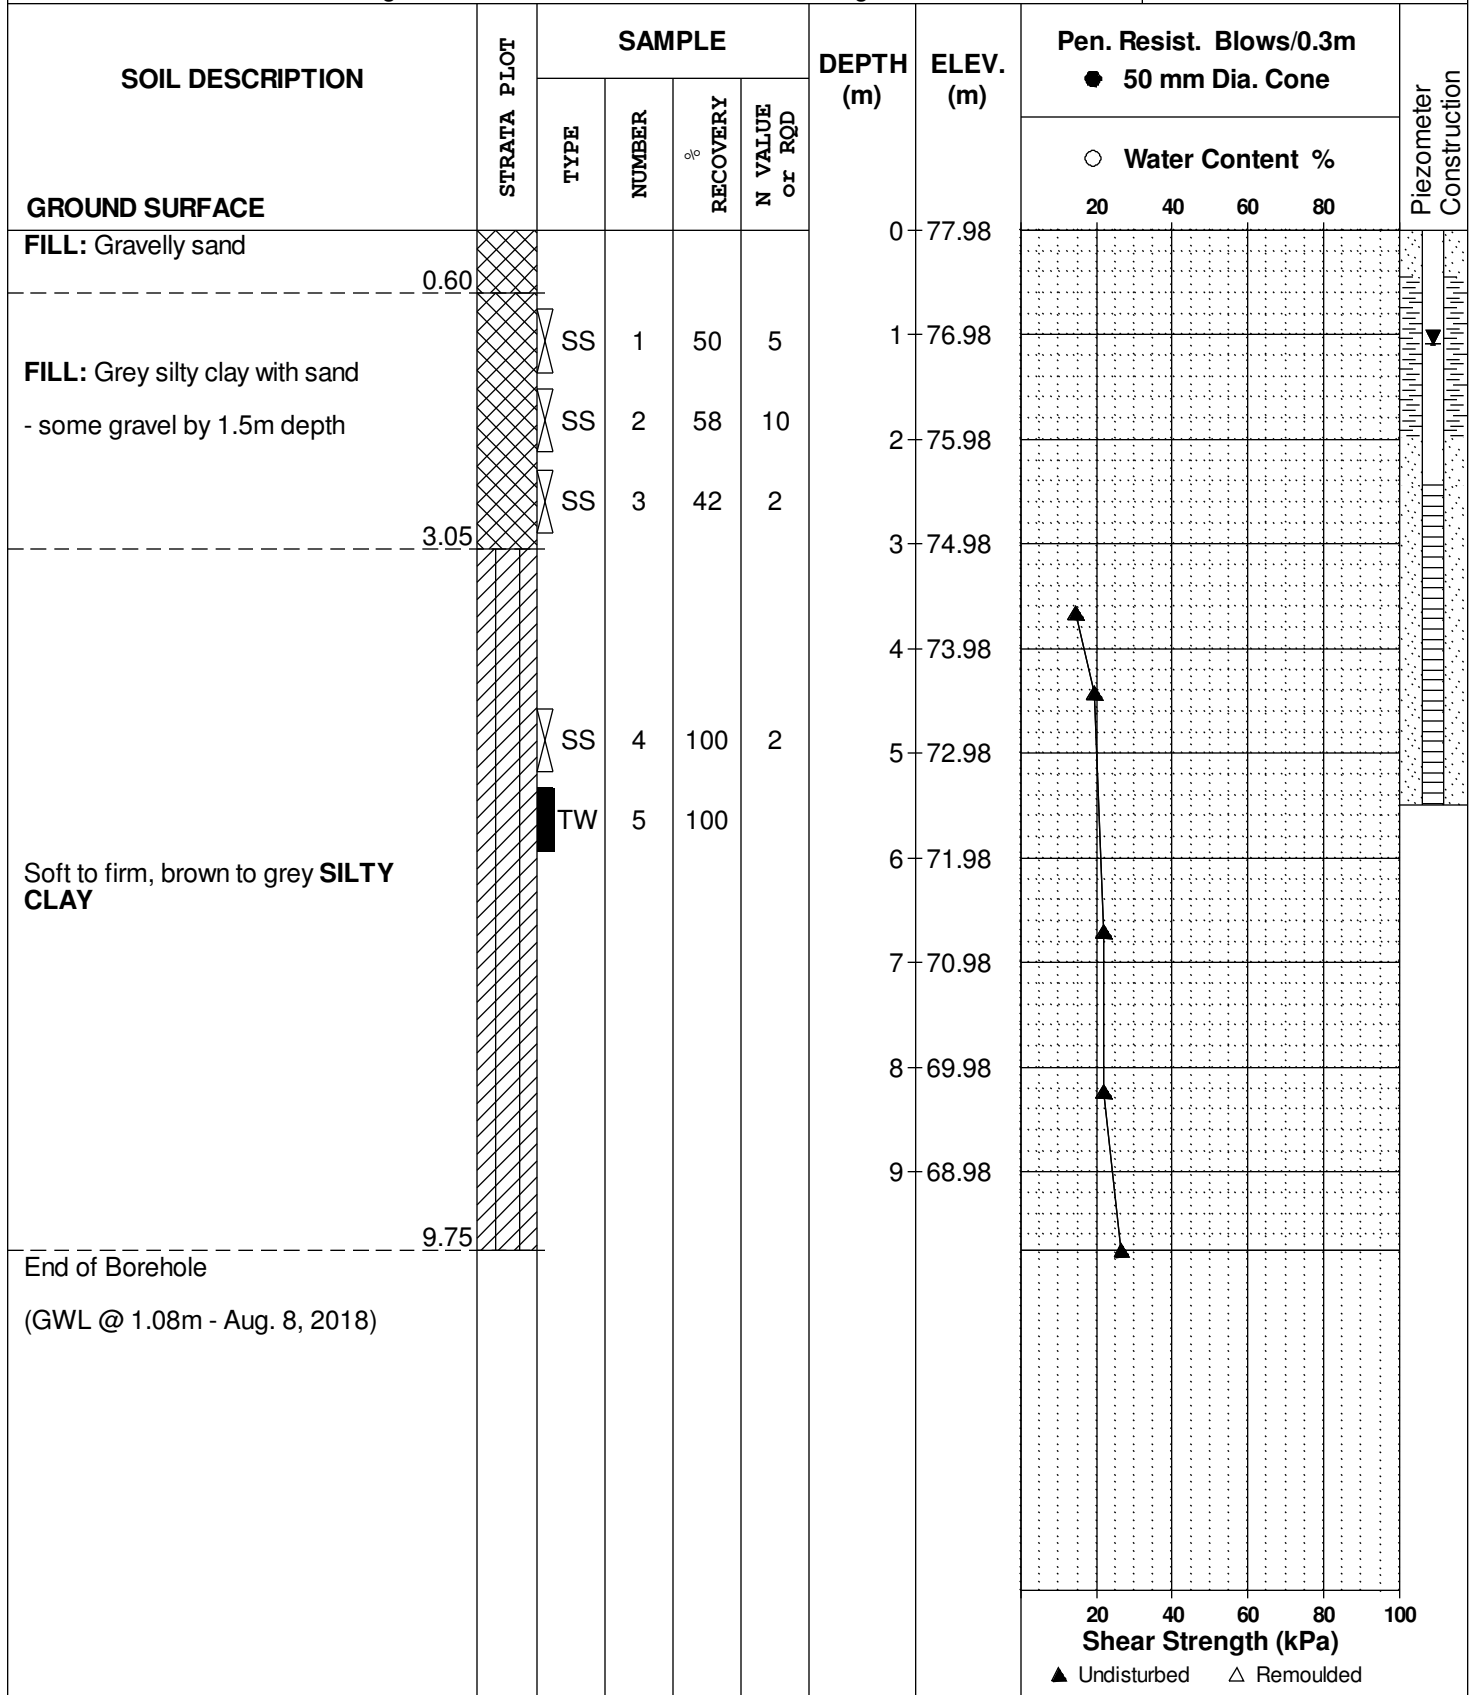 SOIL DESCRIPTION
GROUND SURFACE
STRATA PLOT
SAMPLE
TYPE
NUMBER
% RECOVERY
N VALUE or RQD
DEPTH (m)
ELEV. (m)
Pen. Resist. Blows/0.3m
● 50 mm Dia. Cone
○ Water Content %
20 40 60 80
Piezometer Construction
FILL: Gravelly sand
0.60
FILL: Grey silty clay with sand
- some gravel by 1.5m depth
3.05
Soft to firm, brown to grey SILTY
CLAY
9.75
End of Borehole
(GWL @ 1.08m - Aug. 8, 2018)
SS 1 50 5
SS 2 58 10
SS 3 42 2
SS 4 100 2
TW 5 100
0 77.98
1 76.98
2 75.98
3 74.98
4 73.98
5 72.98
6 71.98
7 70.98
8 69.98
9 68.98
20 40 60 80 100
Shear Strength (kPa)
▲ Undisturbed △ Remoulded